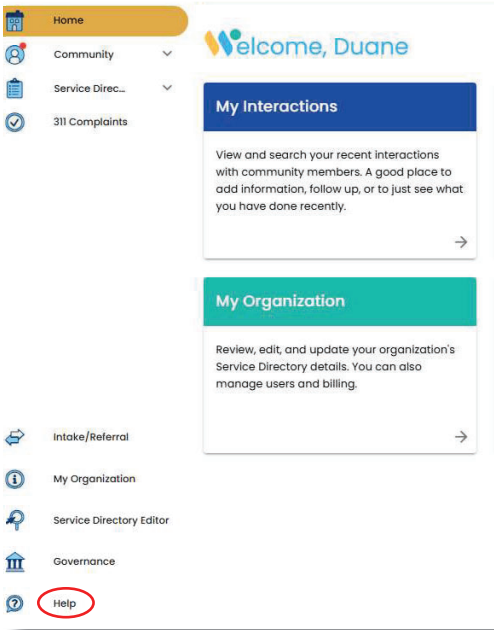 Home
Community
Service Direc...
311 Complaints
Intake/Referral
My Organization
Service Directory Editor
Governance
Help
Welcome, Duane
My Interactions
View and search your recent interactions
with community members. A good place to
add information, follow up, or to just see what
you have done recently.
My Organization
Review, edit, and update your organization's
Service Directory details. You can also
manage users and billing.